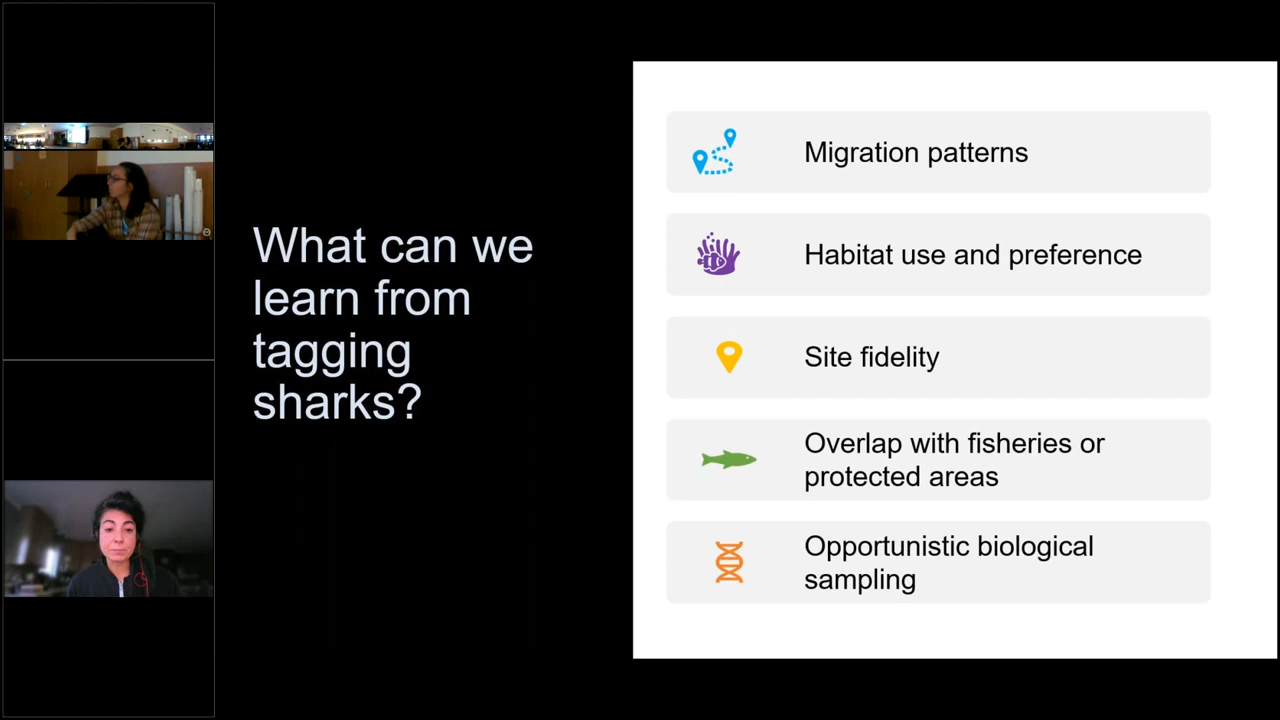 What can we
learn from
tagging
sharks?
Migration patterns
Habitat use and preference
Site fidelity
Overlap with fisheries or
protected areas
Opportunistic biological
sampling